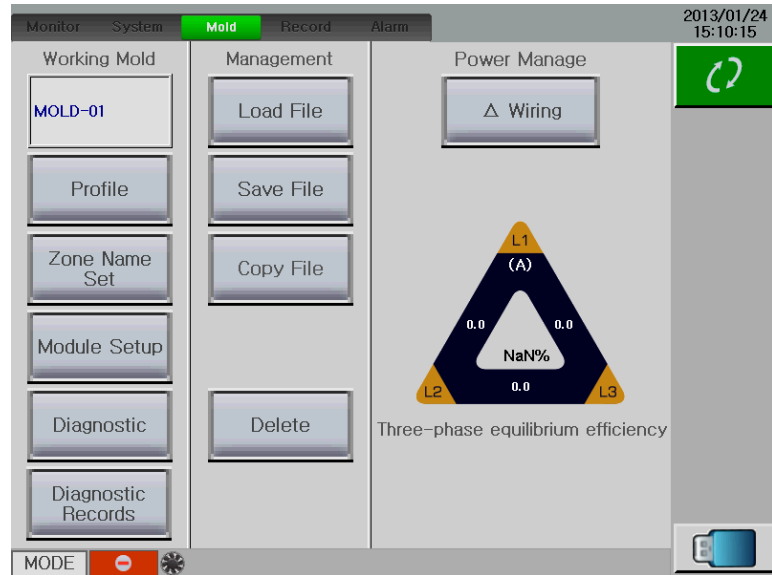 Monitor System Mold Record Alarm
2013/01/24
15:10:15
Working Mold
MOLD-01
Profile
Zone Name
Set
Module Setup
Diagnostic
Diagnostic
Records
Management
Load File
Save File
Copy File
Delete
Power Manage
Δ Wiring
L1
(A)
0.0 0.0
NaN%
0.0
L2 L3
Three-phase equilibrium efficiency
MODE